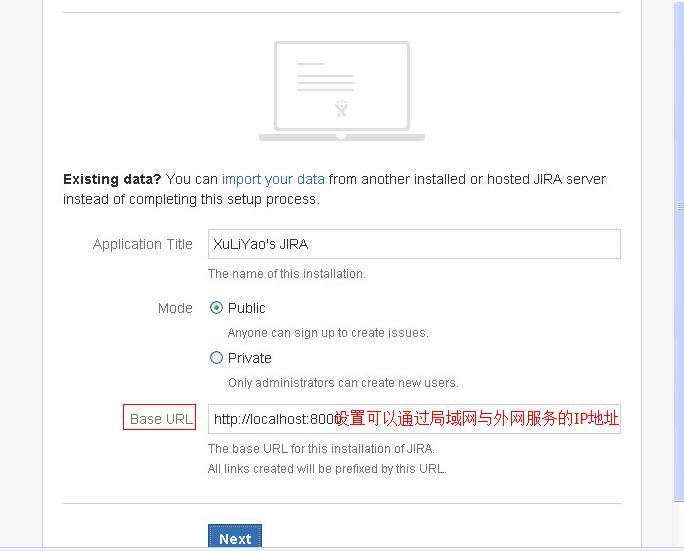 Existing data? You can import your data from another installed or hosted JIRA server
instead of completing this setup process.
Application Title XuLiYao's JIRA
The name of this installation.
Mode Public
Anyone can sign up to create issues.
Private
Only administrators can create new users.
Base URL http://localhost:8000 设置可以通过局域网与外网服务的IP地址
The base URL for this installation of JIRA.
All links created will be prefixed by this URL.
Next